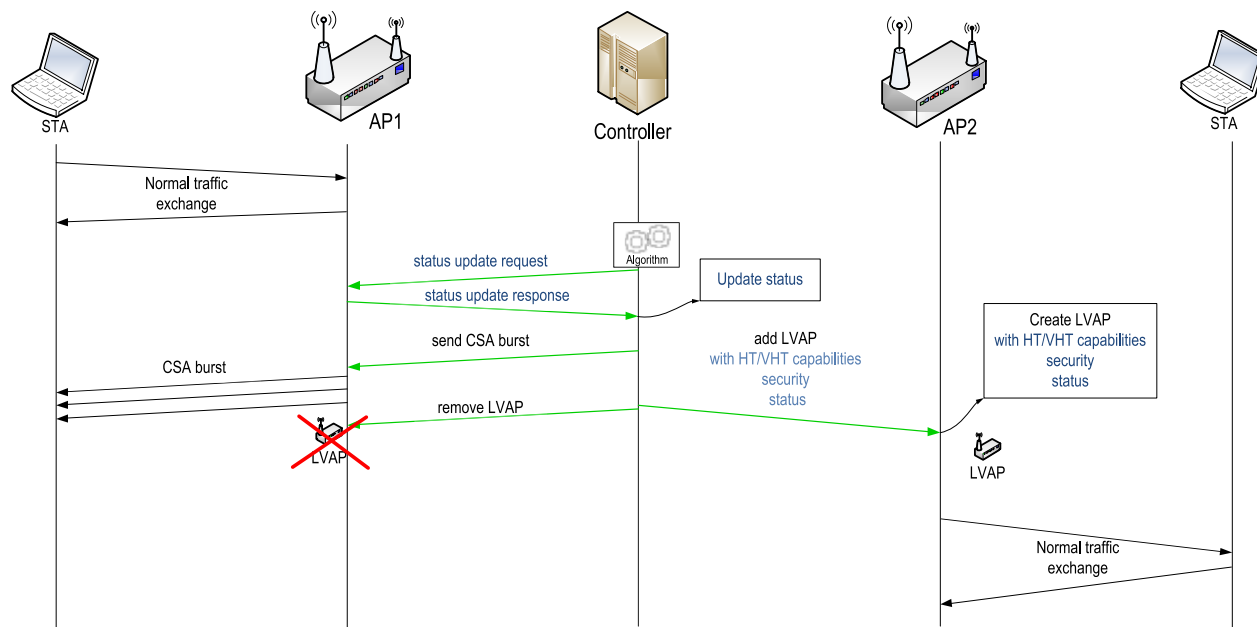 STA
AP1
Controller
AP2
STA
Normal traffic
exchange
Algorithm
status update request
Update status
status update response
send CSA burst
add LVAP
with HT/VHT capabilities
security
status
Create LVAP
with HT/VHT capabilities
security
status
CSA burst
remove LVAP
LVAP
LVAP
Normal traffic
exchange